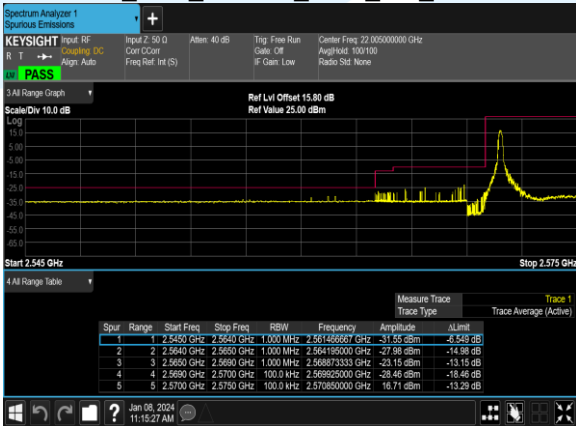 Spectrum Analyzer 1
Spurious Emissions
KEYSIGHT Input: RF Input Z: 50 Ω Atten: 40 dB Trig: Free Run Center Freq: 22.005000000 GHz
R T Coupling: DC Corr CCorr Gate: Off Avg|Hold: 100/100
Align: Auto Freq Ref: Int (S) IF Gain: Low Radio Std: None
PASS
3 All Range Graph
Ref Lvl Offset 15.80 dB
Scale/Div 10.0 dB Ref Value 25.00 dBm
Log
15.0
5.00
-5.00
-15.0
-25.0
-35.0
-45.0
-55.0
-65.0
Start 2.545 GHz Stop 2.575 GHz
4 All Range Table
Measure Trace Trace 1
Trace Type Trace Average (Active)
Spur Range Start Freq Stop Freq RBW Frequency Amplitude ΔLimit
1 1 2.5450 GHz 2.5640 GHz 1.000 MHz 2.561466667 GHz -31.55 dBm -6.549 dB
2 2 2.5640 GHz 2.5650 GHz 1.000 MHz 2.564195000 GHz -27.98 dBm -14.98 dB
3 3 2.5650 GHz 2.5690 GHz 1.000 MHz 2.568873333 GHz -23.15 dBm -13.15 dB
4 4 2.5690 GHz 2.5700 GHz 100.0 kHz 2.569925000 GHz -28.46 dBm -18.46 dB
5 5 2.5700 GHz 2.5750 GHz 100.0 kHz 2.570850000 GHz 16.71 dBm -13.29 dB
Jan 08, 2024
11:15:27 AM